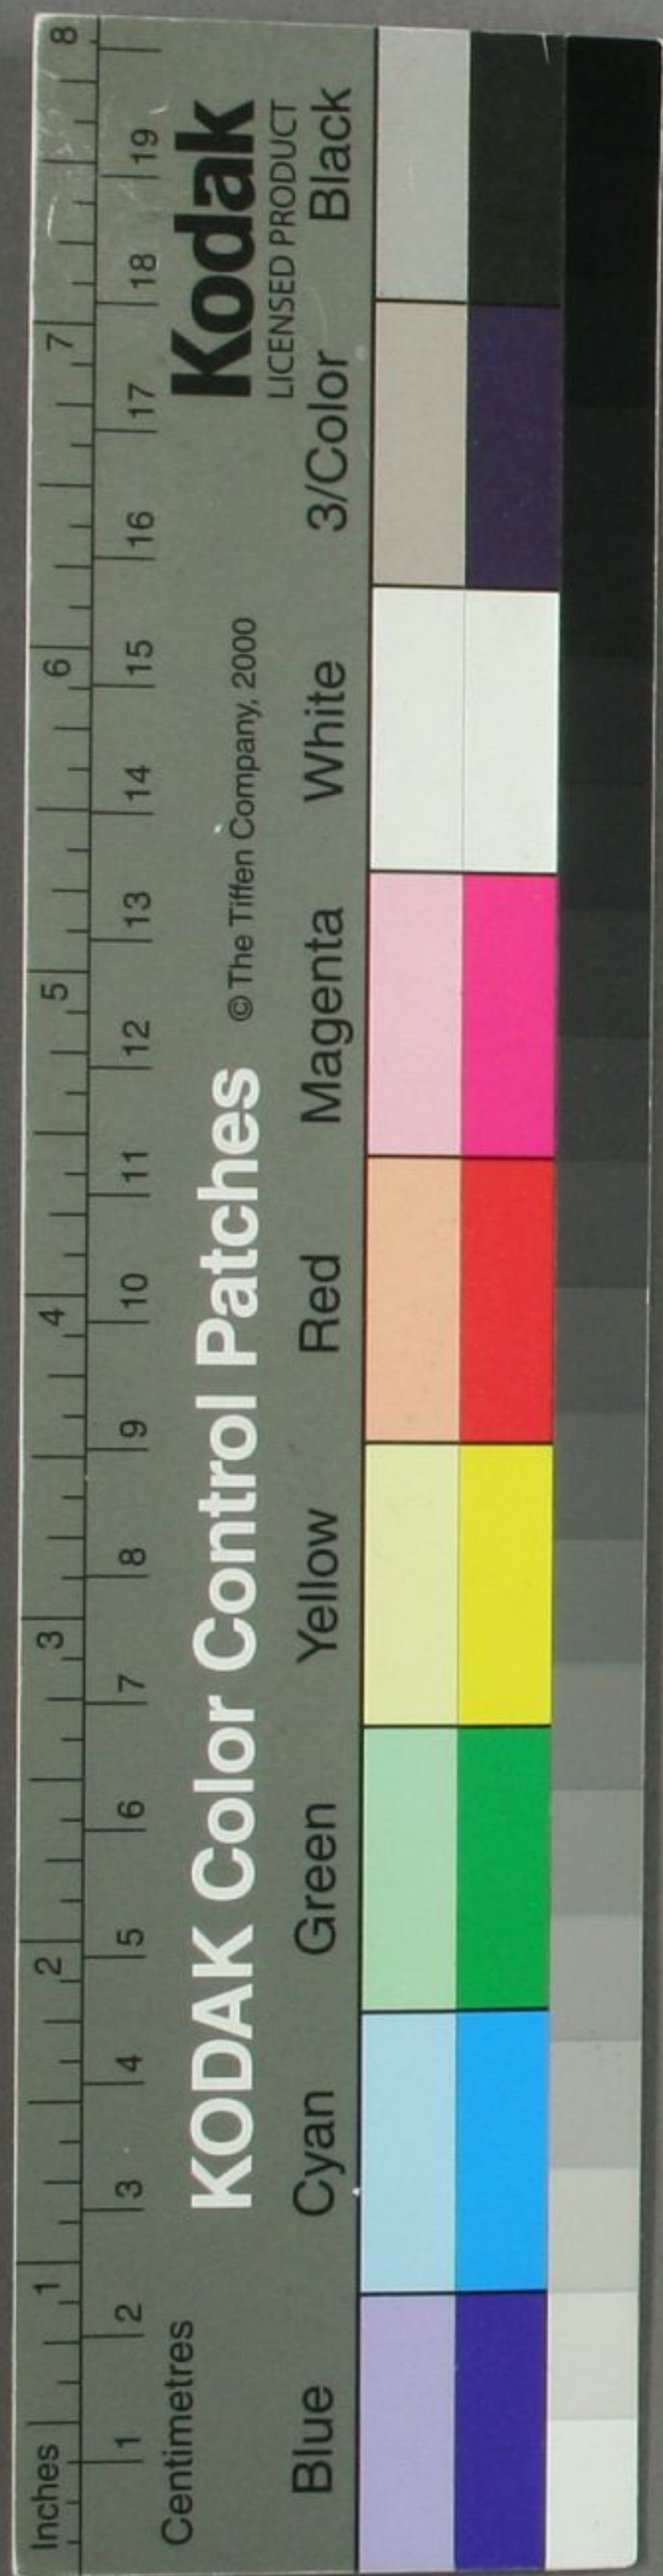 Inches 1 2 3 4 5 6 7 8
1 2 3 4 5 6 7 8 9 10 11 12 13 14 15 16 17 18 19
Centimetres
KODAK Color Control Patches © The Tiffen Company, 2000
Kodak
LICENSED PRODUCT
Blue Cyan Green Yellow Red Magenta White 3/Color Black